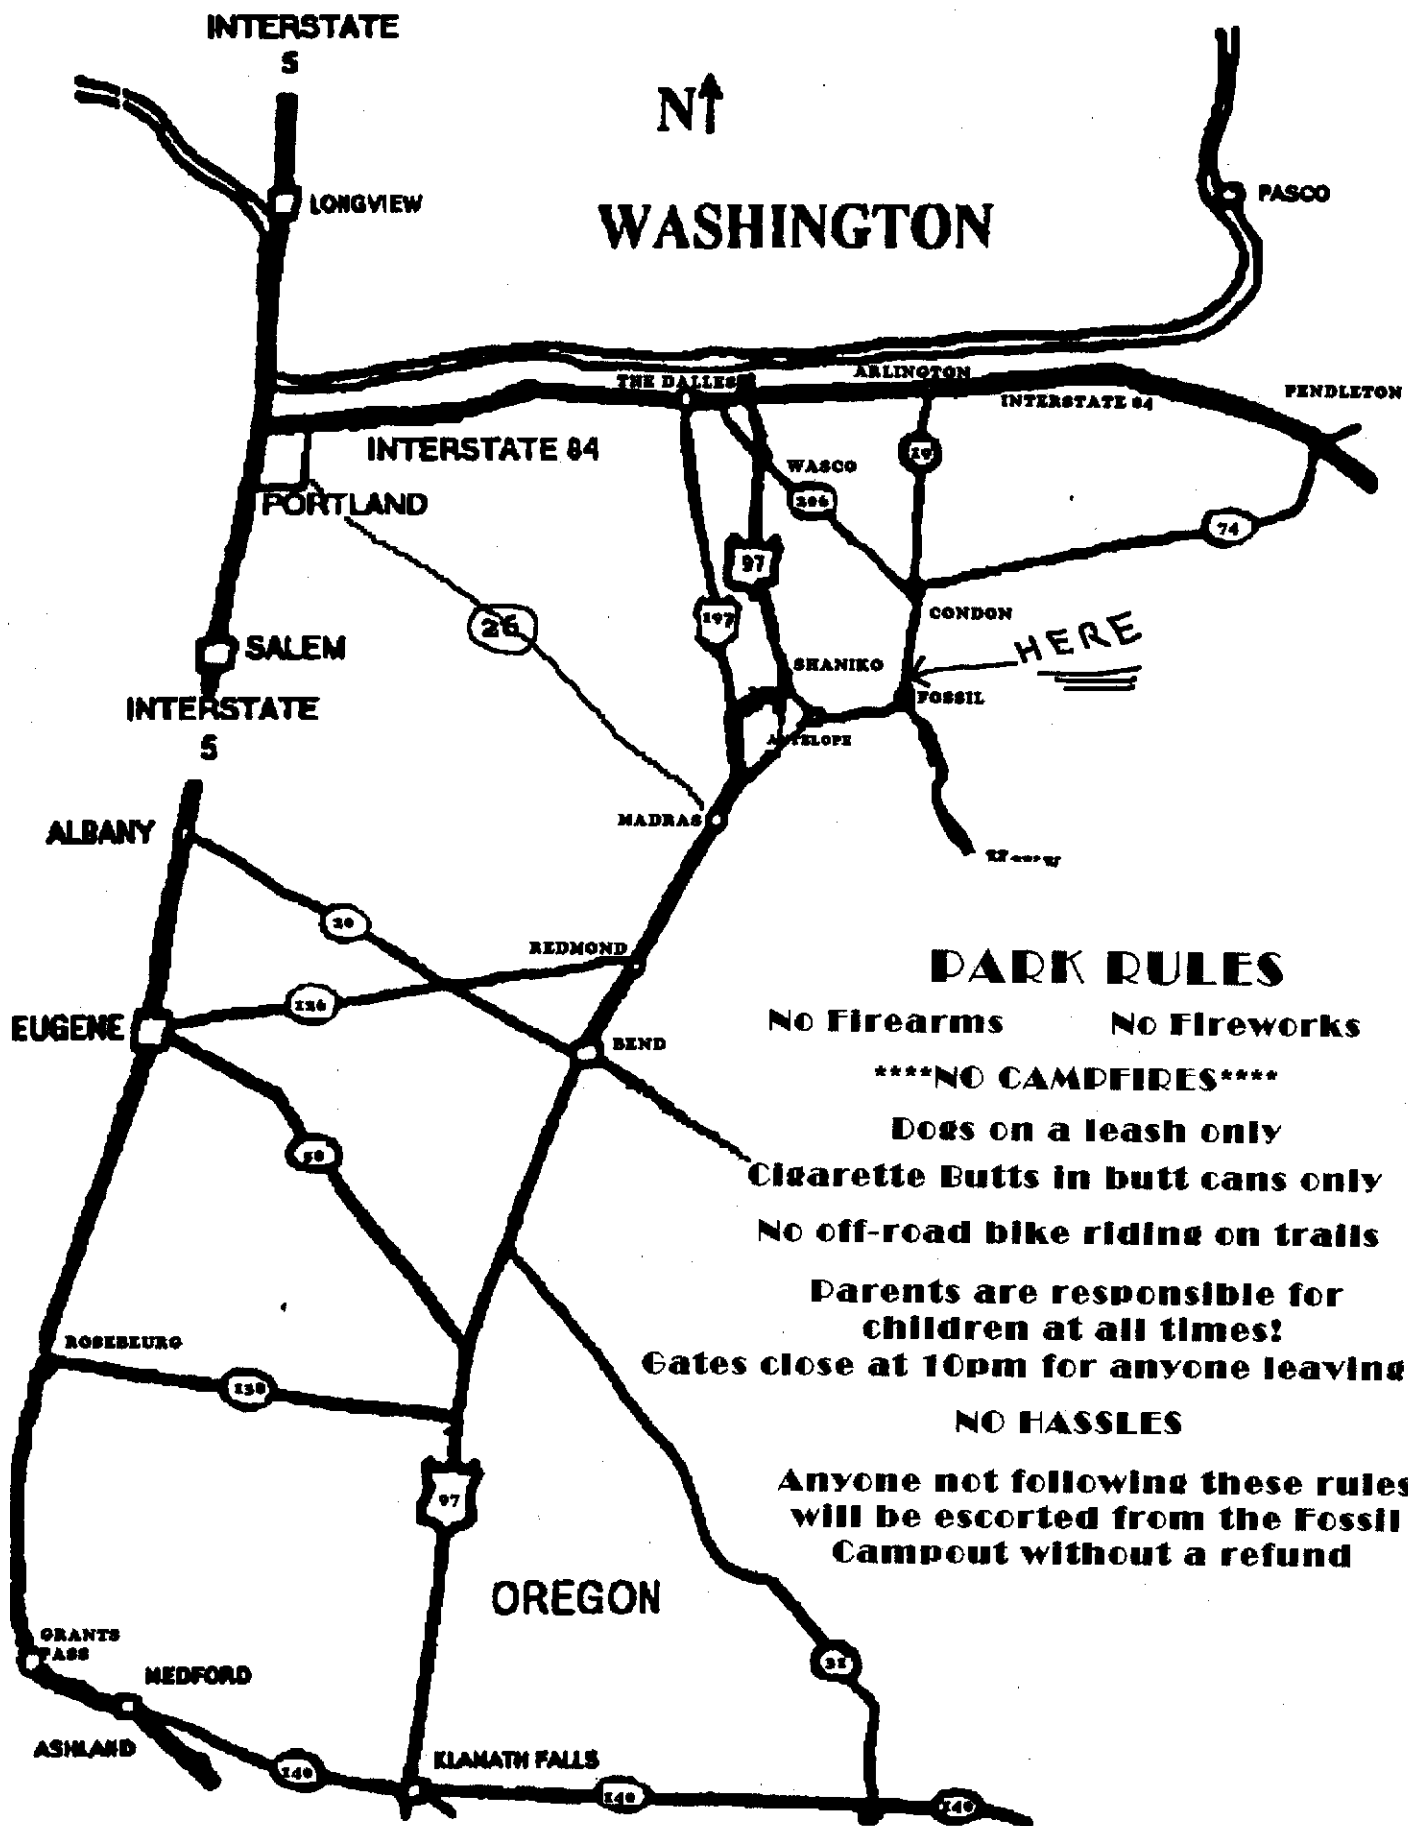 INTERSTATE
5
N
LONGVIEW
WASHINGTON
PASCO
THE DALLES
ARLINGTON
INTERSTATE 84
PENDLETON
INTERSTATE 84
19
WASCO
206
PORTLAND
74
97
26
197
CONDON
HERE
SALEM
SHANIKO
FOSSIL
INTERSTATE
5
ANTELOPE
MADRAS
ALBANY
20
REDMOND
126
EUGENE
BEND
58
PARK RULES
No Firearms No Fireworks
****NO CAMPFIRES****
Dogs on a leash only
Cigarette Butts in butt cans only
No off-road bike riding on trails
Parents are responsible for
children at all times!
Gates close at 10pm for anyone leaving
NO HASSLES
Anyone not following these rules
will be escorted from the Fossil
Campout without a refund
ROSEBEURG
138
97
OREGON
GRANTS
PASS
MEDFORD
31
ASHLAND
140
KLAMATH FALLS
140
140